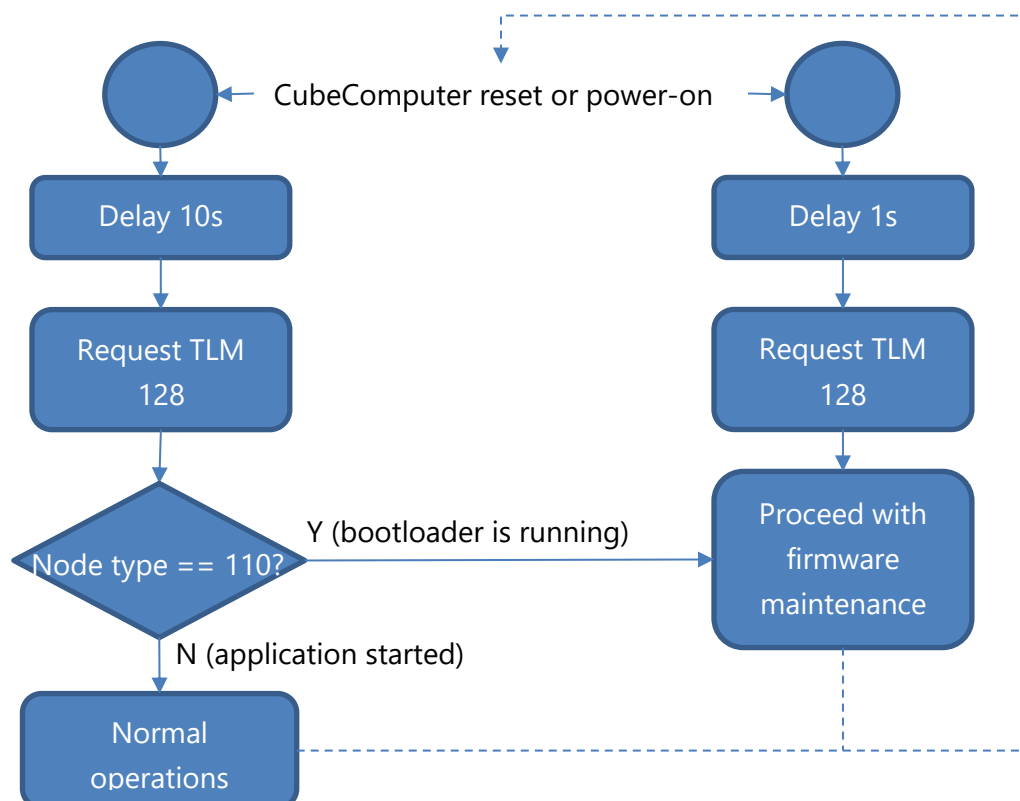 CubeComputer reset or power-on
Delay 10s
Delay 1s
Request TLM
128
Request TLM
128
Node type == 110?
Y (bootloader is running)
Proceed with
firmware
maintenance
N (application started)
Normal
operations